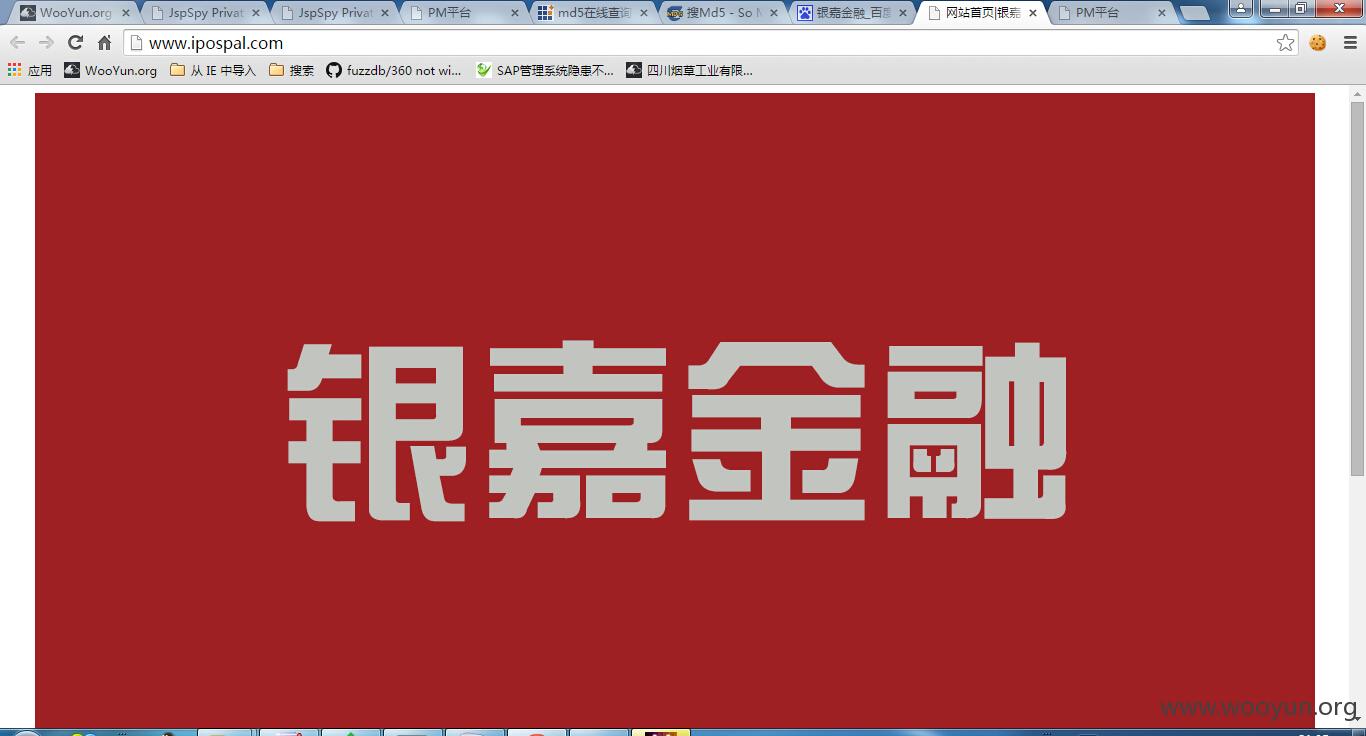 WooYun.org
JspSpy Privat
JspSpy Privat
PM平台
md5在线查询
搜Md5 - So M
银嘉金融_百度
网站首页|银嘉
PM平台
www.ipospal.com
应用
WooYun.org
从 IE 中导入
搜索
fuzzdb/360 not wi...
SAP管理系统隐患不...
四川烟草工业有限...
银嘉金融
www.wooyun.org